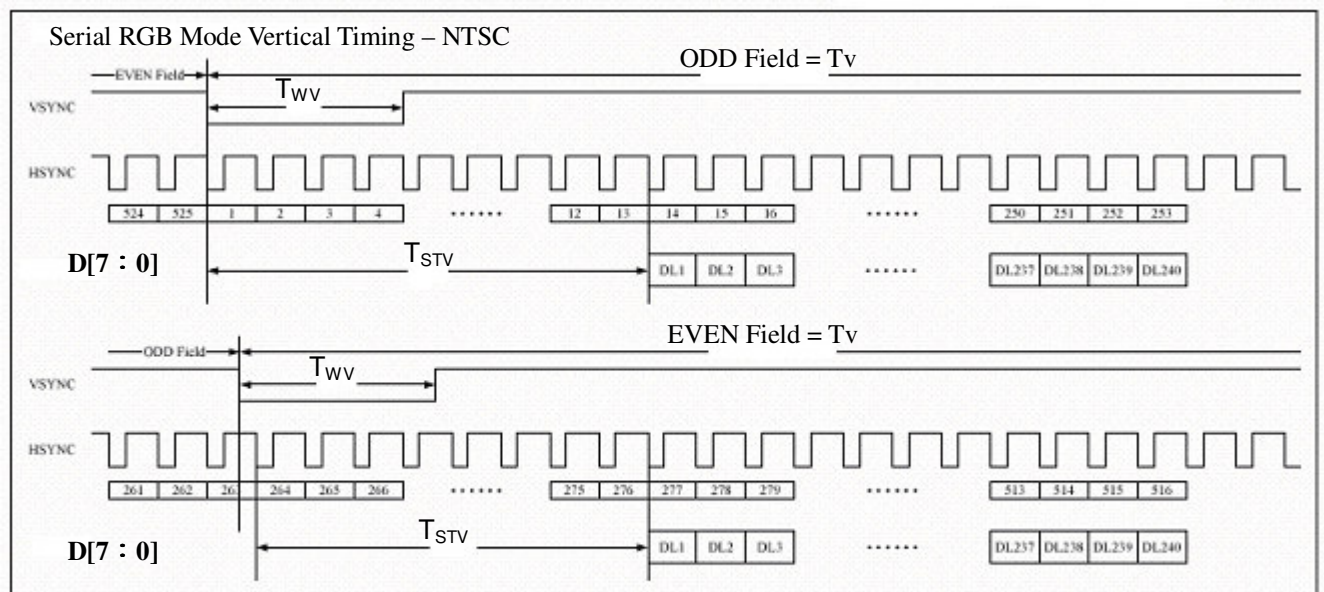 Serial RGB Mode Vertical Timing – NTSC
EVEN Field
ODD Field = Tv
TWV
VSYNC
HSYNC
524 525 1 2 3 4 ...... 12 13 14 15 16 ...... 250 251 252 253
TSTV
D[7：0]
DL1 DL2 DL3 ...... DL237 DL238 DL239 DL240
EVEN Field = Tv
ODD Field
TWV
VSYNC
HSYNC
261 262 263 264 265 266 ...... 275 276 277 278 279 ...... 513 514 515 516
TSTV
D[7：0]
DL1 DL2 DL3 ...... DL237 DL238 DL239 DL240